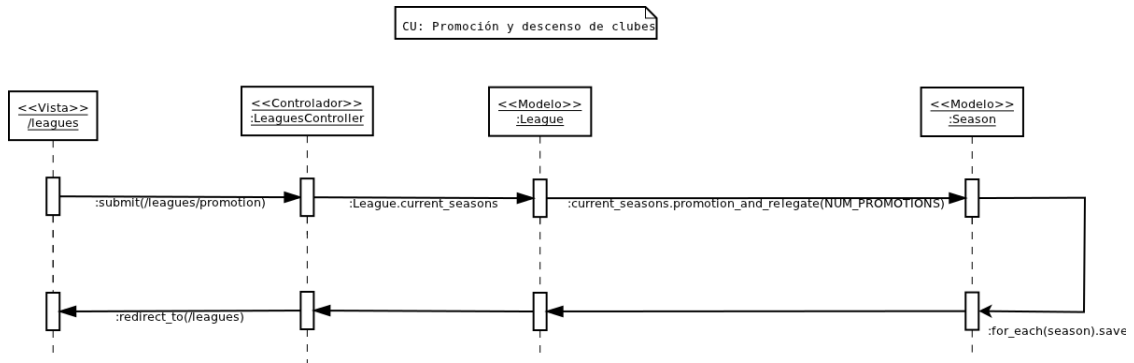 CU: Promoción y descenso de clubes
<<Vista>>
/leagues
<<Controlador>>
:LeaguesController
<<Modelo>>
:League
<<Modelo>>
:Season
:submit(/leagues/promotion)
:League.current_seasons
:current_seasons.promotion_and_relegate(NUM_PROMOTIONS)
:redirect_to(/leagues)
:for_each(season).save